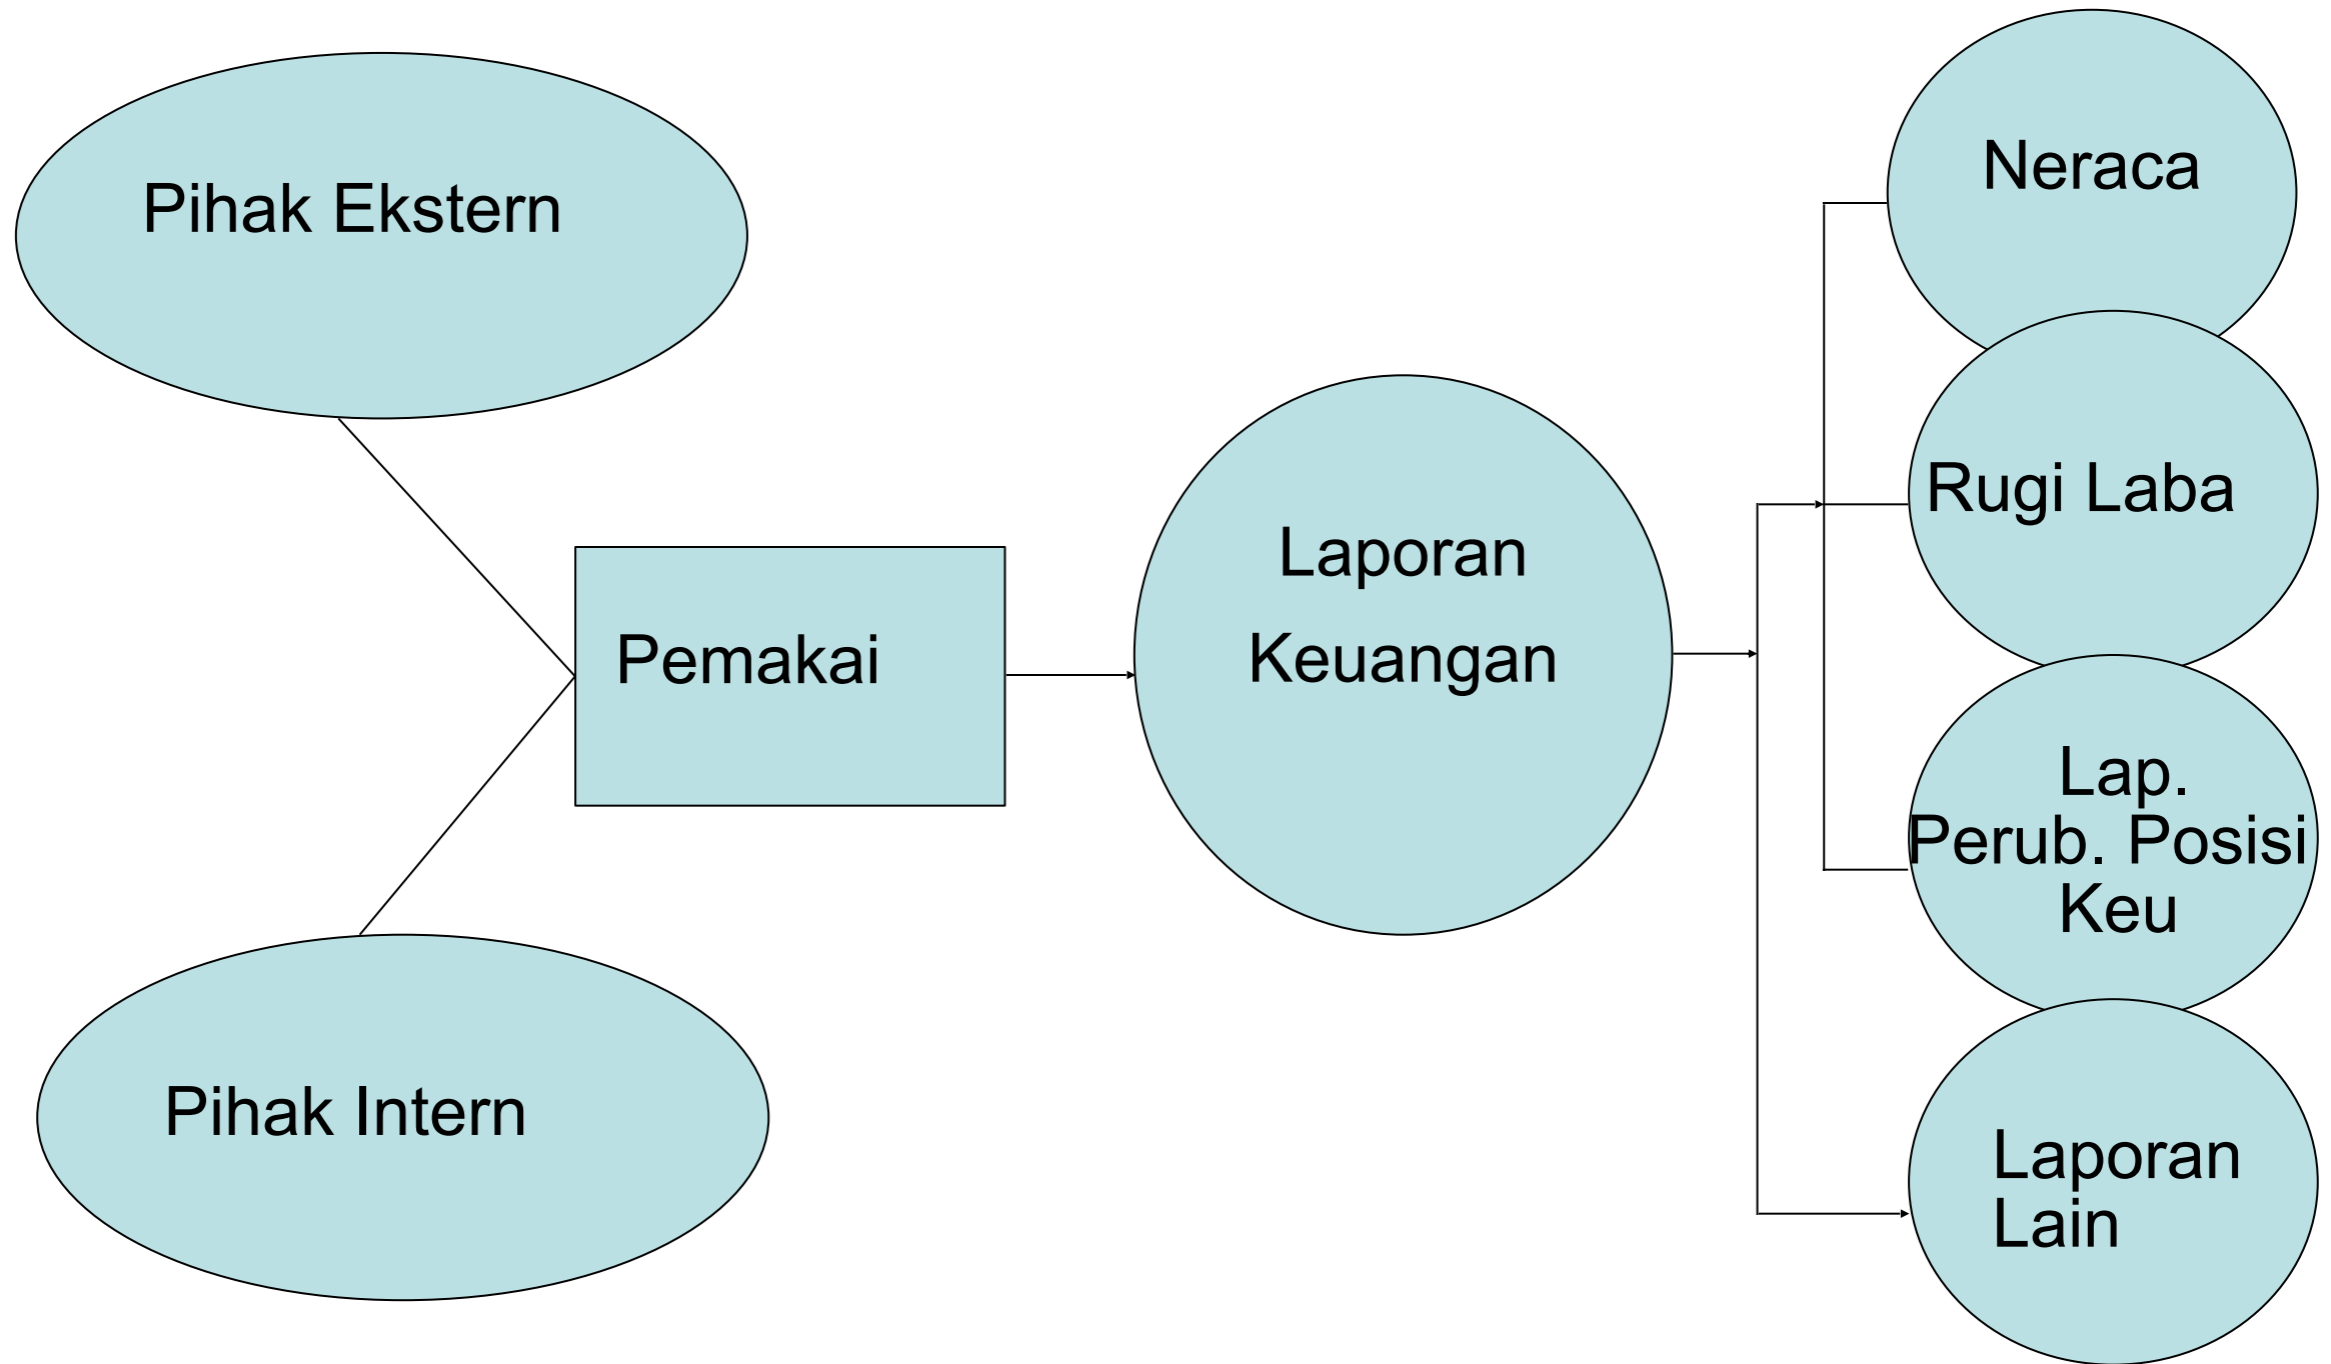 Pihak Ekstern
Pemakai
Pihak Intern
Laporan
Keuangan
Neraca
Rugi Laba
Lap.
Perub. Posisi
Keu
Laporan
Lain